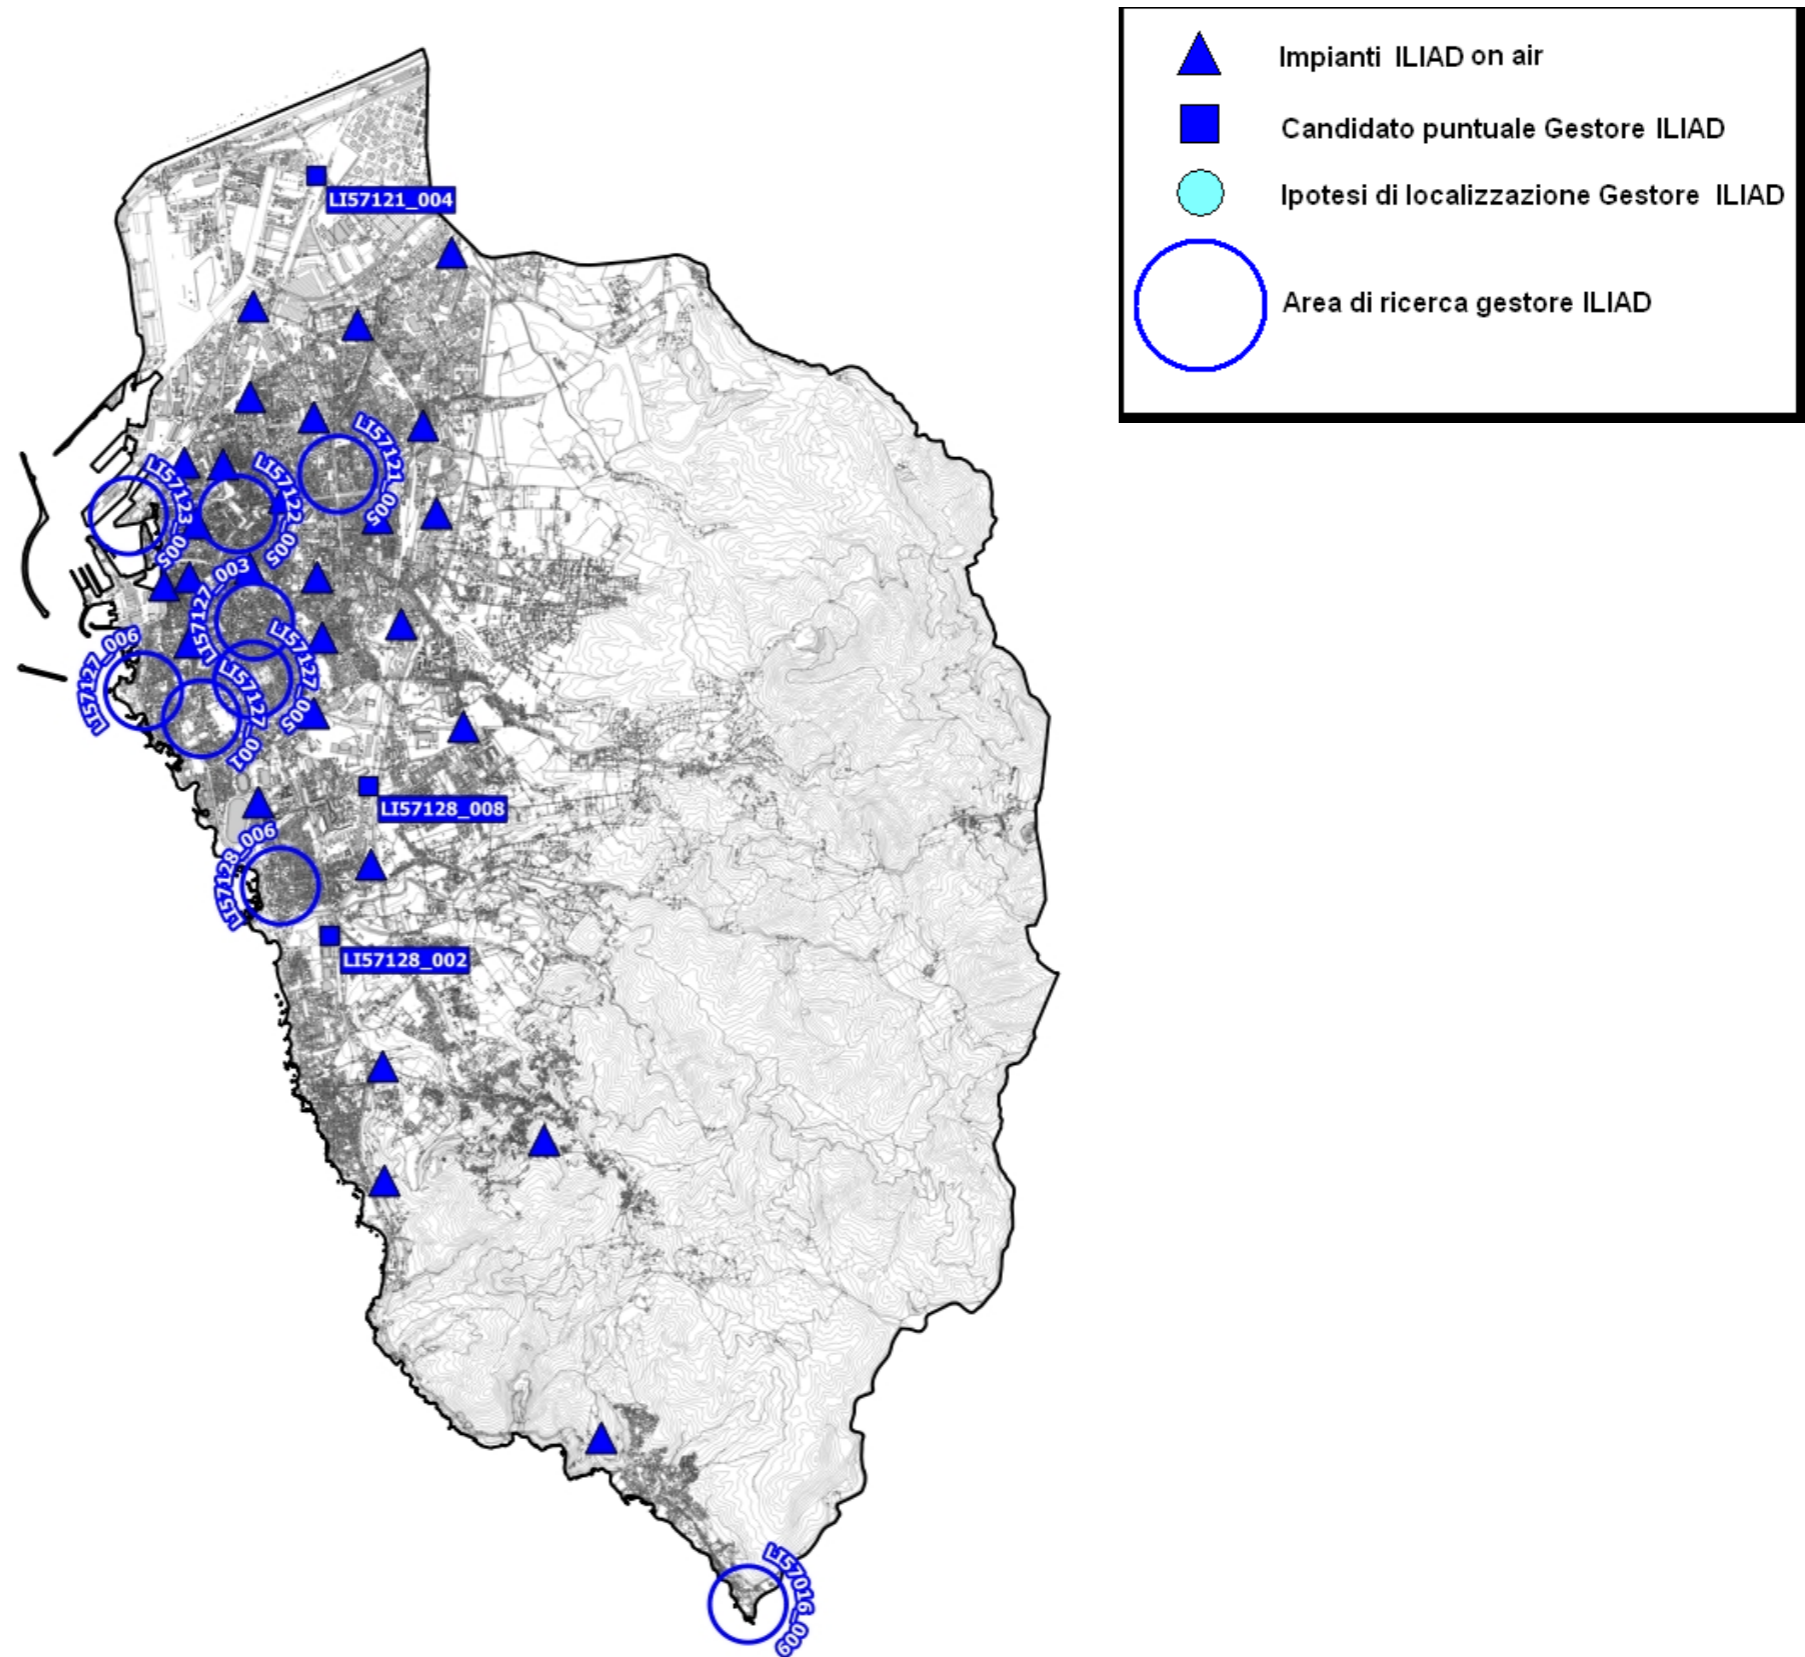 Impianti ILIAD on air
Candidato puntuale Gestore ILIAD
Ipotesi di localizzazione Gestore ILIAD
Area di ricerca gestore ILIAD
LI57121_004
LI57121_005
LI57122_005
LI57123_005
LI57127_003
LI57127_005
LI57127_006
LI57127_001
LI57128_008
LI57128_006
LI57128_002
LI57016_009